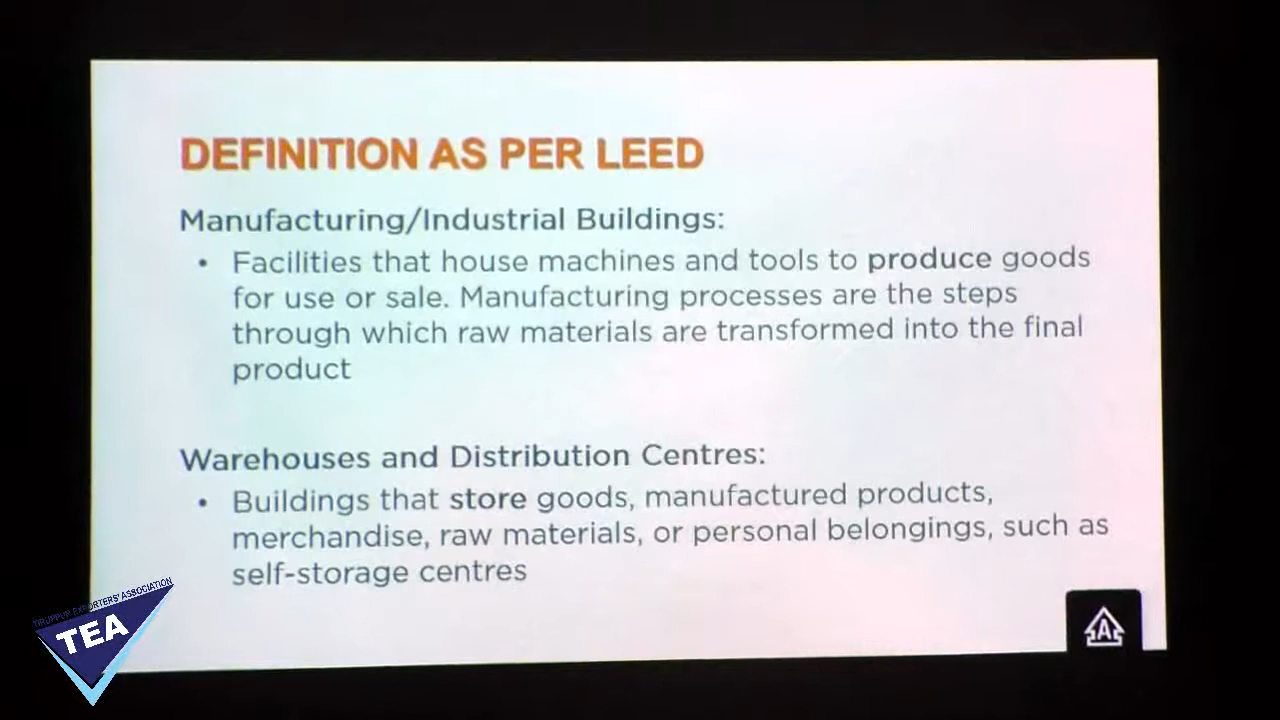 DEFINITION AS PER LEED
Manufacturing/Industrial Buildings:
• Facilities that house machines and tools to produce goods
for use or sale. Manufacturing processes are the steps
through which raw materials are transformed into the final
product
Warehouses and Distribution Centres:
• Buildings that store goods, manufactured products,
merchandise, raw materials, or personal belongings, such as
self-storage centres
TIRUPPUR EXPORTERS' ASSOCIATION
TEA
A